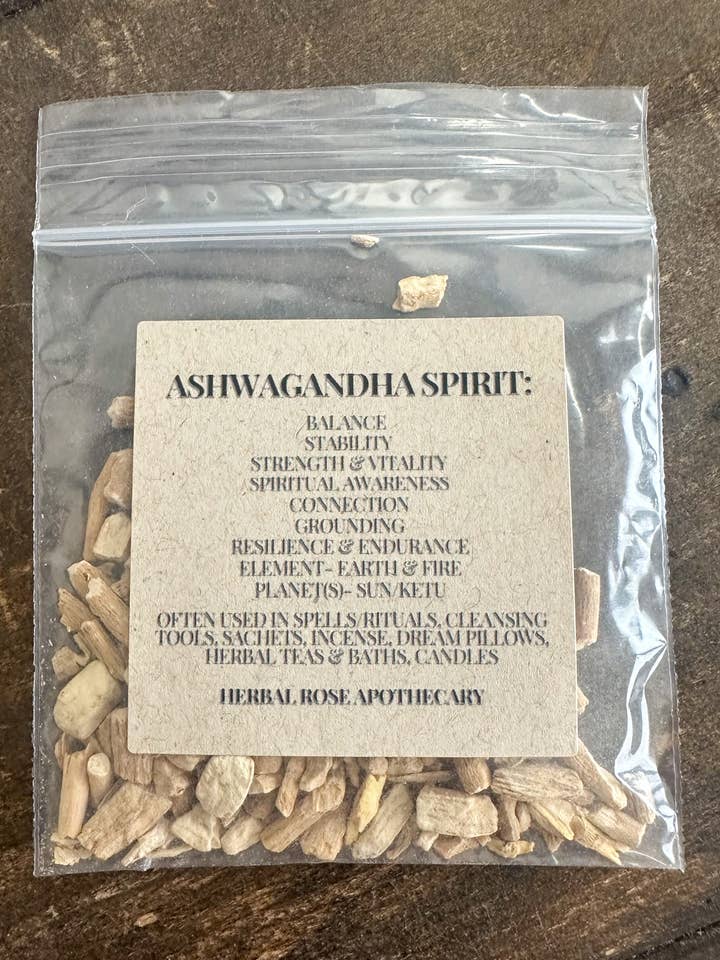 ASHWAGANDHA SPIRIT:
BALANCE
STABILITY
STRENGTH & VITALITY
SPIRITUAL AWARENESS
CONNECTION
GROUNDING
RESILIENCE & ENDURANCE
ELEMENT- EARTH & FIRE
PLANET(S)- SUN/KETU
OFTEN USED IN SPELLS/RITUALS, CLEANSING
TOOLS, SACHETS, INCENSE, DREAM PILLOWS,
HERBAL TEAS & BATHS, CANDLES
HERBAL ROSE APOTHECARY